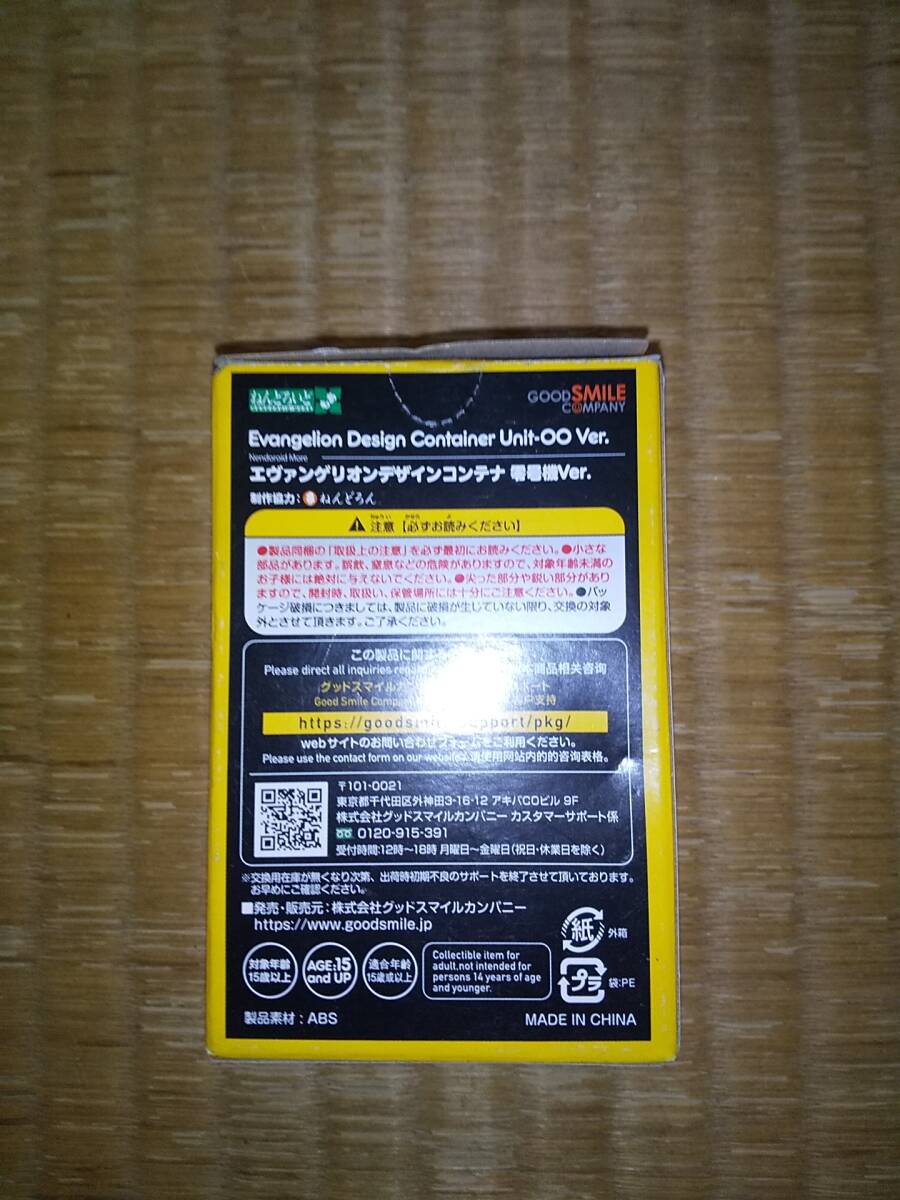 ねんどろいど もあ
GOODSMILE
COMPANY
Evangelion Design Container Unit-00 Ver.
Nendoroid More
エヴァンゲリオンデザインコンテナ 零号機Ver.
制作協力: ねんどろん
注意【必ずお読みください】
●製品同梱の「取扱上の注意」を必ず最初にお読みください。●小さな
部品があります。誤飲、窒息などの危険がありますので、対象年齢未満の
お子様には絶対に与えないでください。●尖った部分や鋭い部分があり
ますので、開封時、取扱い、保管場所には十分にご注意ください。●パッ
ケージ破損につきましては、製品に破損が生じていない限り、交換の対象
外とさせて頂きます。ご了承ください。
この製品に関する
Please direct all inquiries 本商品相关咨询
グッドスマイルカン ート
Good Smile Comp 户支持
https://goodsmi support/pkg/
webサイトのお問い合わせフォームをご利用ください。
Please use the contact form on our website. 请使用网站内的的咨询表格。
〒101-0021
東京都千代田区外神田3-16-12 アキバCOビル 9F
株式会社グッドスマイルカンパニー カスタマーサポート係
0120-915-391
受付時間:12時～18時 月曜日～金曜日(祝日・休業日を除く)
※交換用在庫が無くなり次第、出荷時初期不良のサポートを終了させて頂いております。
お早めにご確認ください。
■発売・販売元:株式会社グッドスマイルカンパニー
https://www.goodsmile.jp
紙 外箱
対象年齢
15歳以上
AGE:15
and UP
適合年齢
15歳或以上
Collectible item for
adult.not intended for
persons 14 years of age
and younger.
プラ 袋:PE
製品素材:ABS
MADE IN CHINA